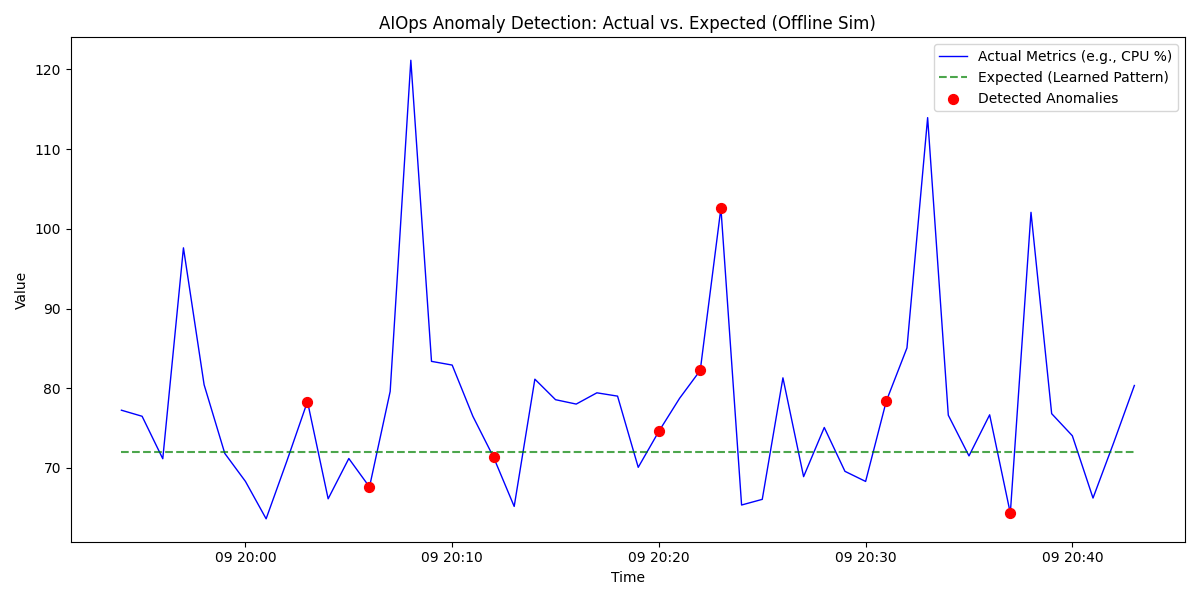 AIOps Anomaly Detection: Actual vs. Expected (Offline Sim)
Actual Metrics (e.g., CPU %)
Expected (Learned Pattern)
Detected Anomalies
Value
120
110
100
90
80
70
09 20:00
09 20:10
09 20:20
09 20:30
09 20:40
Time